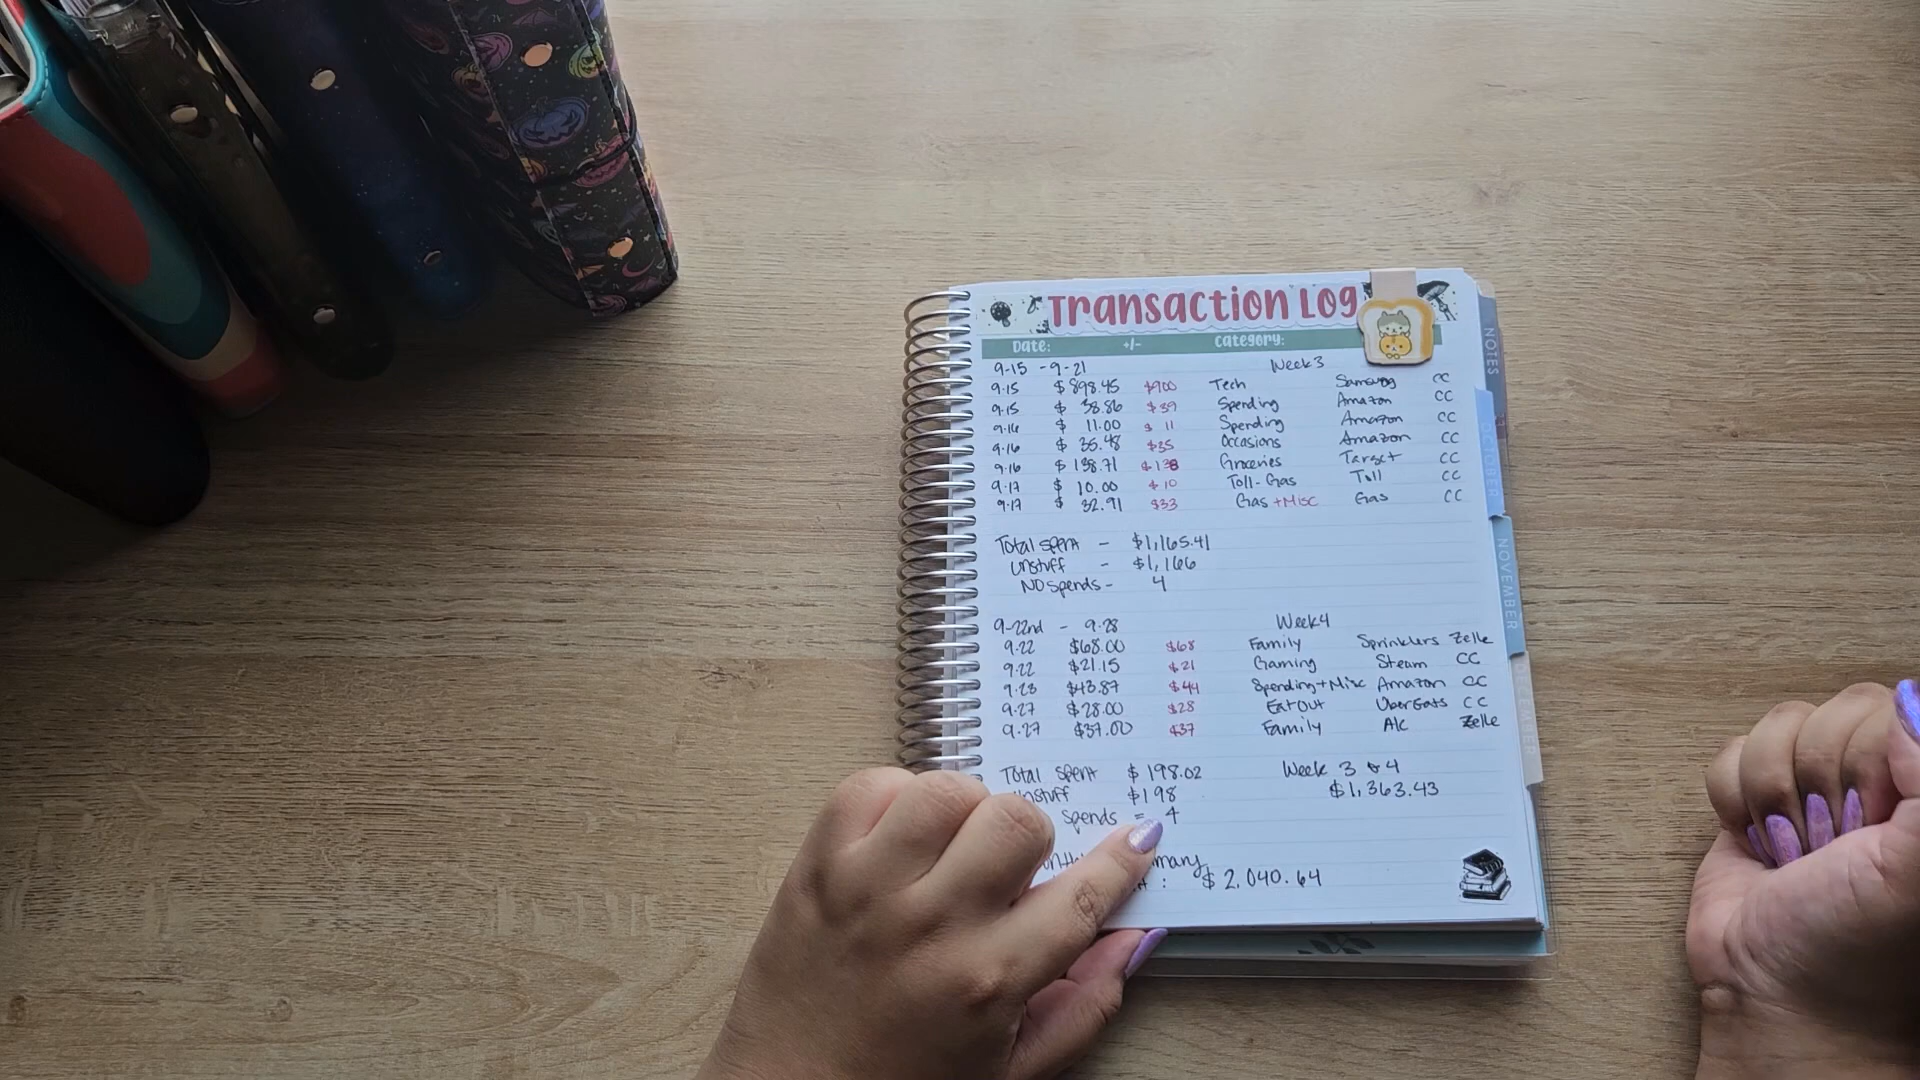 Transaction Log
Date: +/- Category:
9-15 - 9-21 Week 3
9.15 $898.45 $900 Tech Samsung CC
9.15 $ 38.86 $39 Spending Amazon CC
9.16 $ 11.00 $ 11 Spending Amazon CC
9.16 $ 35.48 $35 Occasions Amazon CC
9.16 $ 138.71 $138 Groceries Target CC
9.17 $ 10.00 $10 Toll-Gas Toll CC
9.17 $ 32.91 $33 Gas +Misc Gas CC
Total spent - $1,165.41
Unstuff - $1,166
NO Spends - 4
9-22nd - 9.28 Week 4
9.22 $68.00 $68 Family Sprinklers Zelle
9.22 $21.15 $21 Gaming Steam CC
9.23 $43.87 $44 Spending+Misc Amazon CC
9.27 $28.00 $28 Eat Out UberEats CC
9.27 $37.00 $37 Family A/c Zelle
Total spent $198.02 Week 3 & 4
Unstuff $198 $1,363.43
Spends = 4
: $2,040.64
NOTES
OCTOBER
NOVEMBER